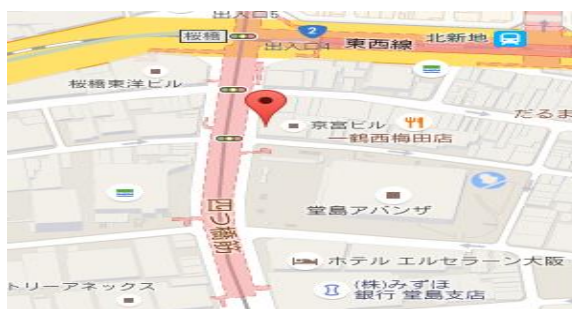 出入口5
桜橋
2
出入口4
東西線
北新地
桜橋東洋ビル
だるま
京富ビル
一鶴西梅田店
四つ橋筋
堂島アバンザ
ホテル エルセラーン大阪
トリーアネックス
(株)みずほ
銀行 堂島支店